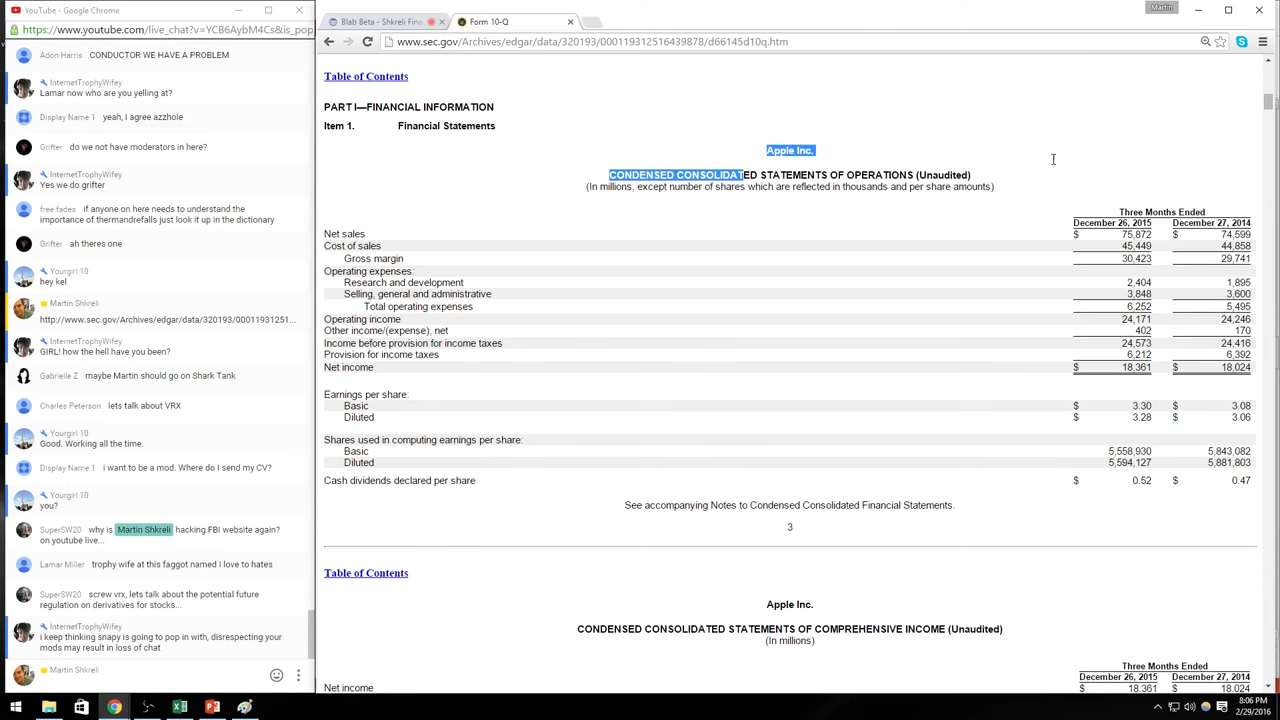 YouTube - Google Chrome
https://www.youtube.com/live_chat?v=YCB6AybM4Cs&is_pop
Adon Harris CONDUCTOR WE HAVE A PROBLEM
InternetTrophyWifey
Lamar now who are you yelling at?
Display Name 1 yeah, I agree azzhole
Grifter do we not have moderators in here?
InternetTrophyWifey
Yes we do grifter
free fades if anyone on here needs to understand the
importance of thermandrefalls just look it up in the dictionary
Grifter ah theres one
Yourgirl 10
hey kel
Martin Shkreli
http://www.sec.gov/Archives/edgar/data/320193/00011931251...
InternetTrophyWifey
GIRL! how the hell have you been?
Gabrielle Z maybe Martin should go on Shark Tank
Charles Peterson lets talk about VRX
Yourgirl 10
Good. Working all the time.
Display Name 1 i want to be a mod. Where do I send my CV?
Yourgirl 10
you?
SuperSW20 why is Martin Shkreli hacking FBI website again?
on youtube live...
Lamar Miller trophy wife at this faggot named I love to hates
SuperSW20 screw vrx, lets talk about the potential future
regulation on derivatives for stocks...
InternetTrophyWifey
i keep thinking snapy is going to pop in with, disrespecting your
mods may result in loss of chat
Martin Shkreli
Martin
Blab Beta - Shkreli Finan
Form 10-Q
www.sec.gov/Archives/edgar/data/320193/000119312516439878/d66145d10q.htm
Table of Contents
PART I—FINANCIAL INFORMATION
Item 1. Financial Statements
Apple Inc.
CONDENSED CONSOLIDATED STATEMENTS OF OPERATIONS (Unaudited)
(In millions, except number of shares which are reflected in thousands and per share amounts)
Three Months Ended
December 26, 2015 December 27, 2014
Net sales $ 75,872 $ 74,599
Cost of sales 45,449 44,858
Gross margin 30,423 29,741
Operating expenses:
Research and development 2,404 1,895
Selling, general and administrative 3,848 3,600
Total operating expenses 6,252 5,495
Operating income 24,171 24,246
Other income/(expense), net 402 170
Income before provision for income taxes 24,573 24,416
Provision for income taxes 6,212 6,392
Net income $ 18,361 $ 18,024
Earnings per share:
Basic $ 3.30 $ 3.08
Diluted $ 3.28 $ 3.06
Shares used in computing earnings per share:
Basic 5,558,930 5,843,082
Diluted 5,594,127 5,881,803
Cash dividends declared per share $ 0.52 $ 0.47
See accompanying Notes to Condensed Consolidated Financial Statements.
3
Table of Contents
Apple Inc.
CONDENSED CONSOLIDATED STATEMENTS OF COMPREHENSIVE INCOME (Unaudited)
(In millions)
Three Months Ended
December 26, 2015 December 27, 2014
Net income $ 18,361 $ 18,024
8:06 PM
2/29/2016